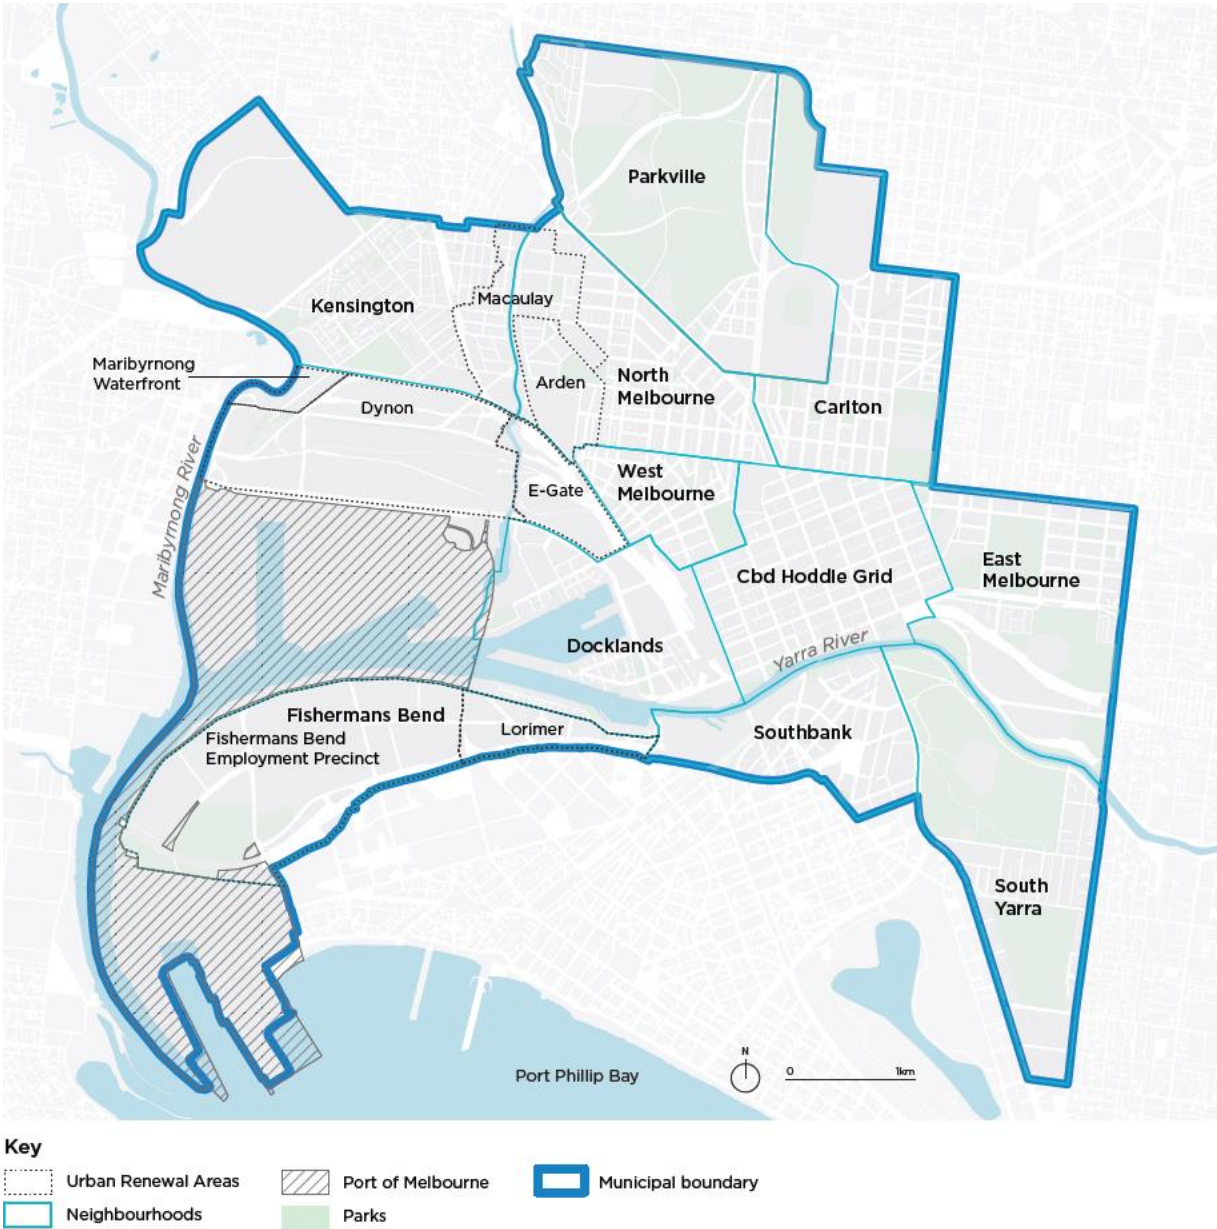 Parkville
Kensington
Macaulay
Maribyrnong
Waterfront
Dynon
Arden
North
Melbourne
Carlton
Maribyrnong River
E-Gate
West
Melbourne
Cbd Hoddle Grid
East
Melbourne
Docklands
Yarra River
Fishermans Bend
Fishermans Bend
Employment Precinct
Lorimer
Southbank
South
Yarra
Port Phillip Bay
N
0 1km
Key
Urban Renewal Areas
Port of Melbourne
Municipal boundary
Neighbourhoods
Parks